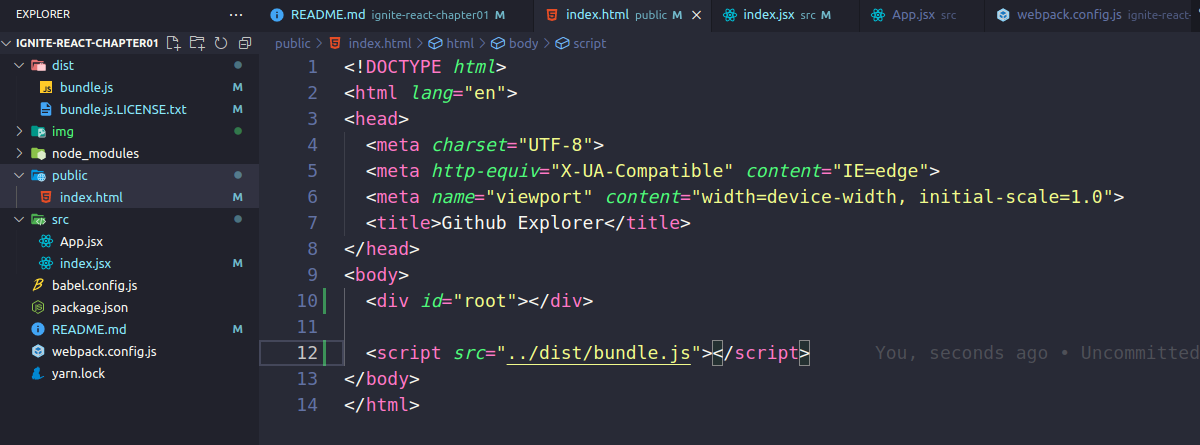 EXPLORER ...
README.md ignite-react-chapter01 M
index.html public M
index.jsx src M
App.jsx src
webpack.config.js ignite-react-
IGNITE-REACT-CHAPTER01
public > index.html > html > body > script
dist
bundle.js M
bundle.js.LICENSE.txt M
img
node_modules
public
index.html M
src
App.jsx
index.jsx M
babel.config.js
package.json
README.md M
webpack.config.js
yarn.lock
1 <!DOCTYPE html>
2 <html lang="en">
3 <head>
4 <meta charset="UTF-8">
5 <meta http-equiv="X-UA-Compatible" content="IE=edge">
6 <meta name="viewport" content="width=device-width, initial-scale=1.0">
7 <title>Github Explorer</title>
8 </head>
9 <body>
10 <div id="root"></div>
11
12 <script src="../dist/bundle.js"></script> You, seconds ago • Uncommitted
13 </body>
14 </html>